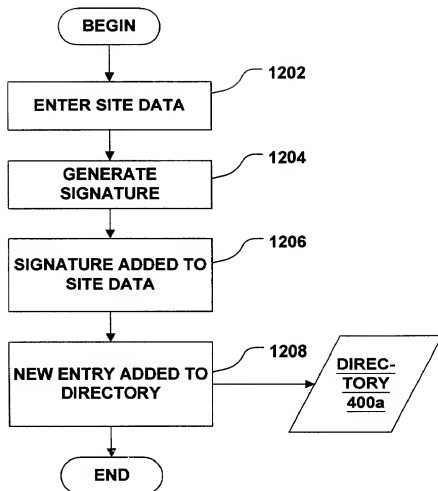 BEGIN
1202
ENTER SITE DATA
1204
GENERATE
SIGNATURE
1206
SIGNATURE ADDED TO
SITE DATA
1208
NEW ENTRY ADDED TO
DIRECTORY
DIREC-
TORY
400a
END